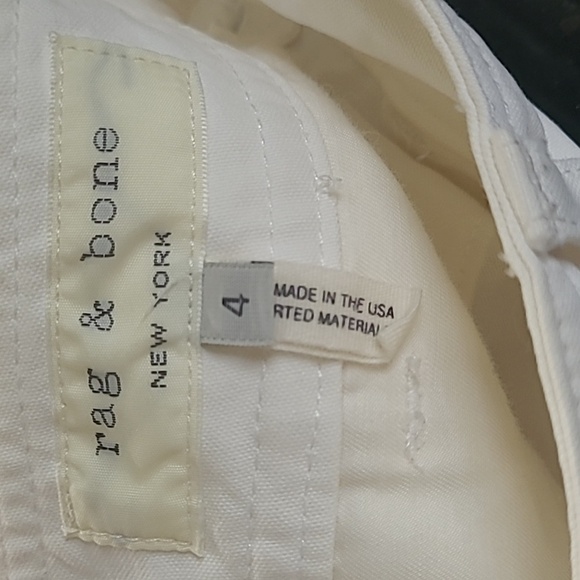 rag & bone
NEW YORK
4
MADE IN THE USA
RTED MATERIAL